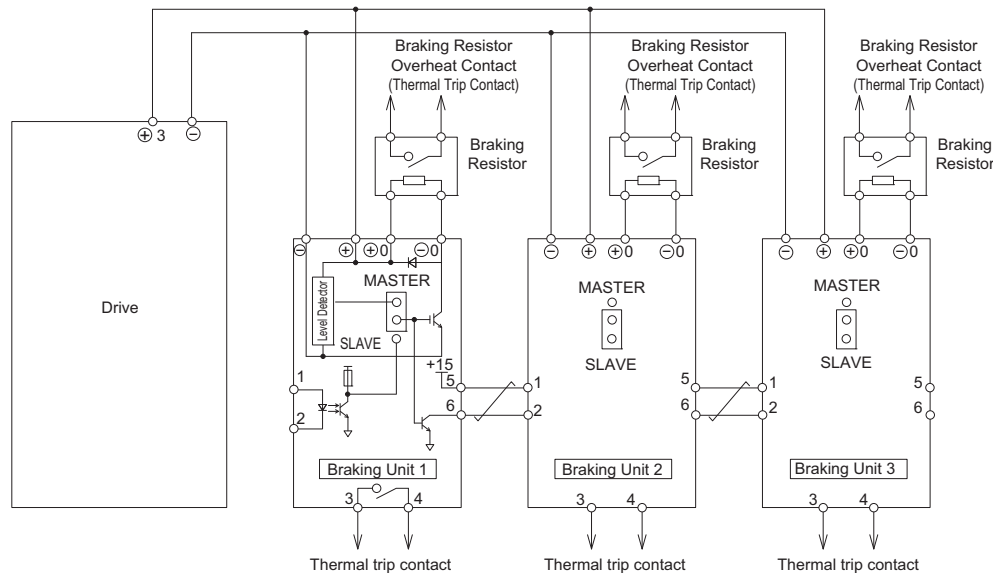 ⊕ 3 ⊖
Drive
Braking Resistor
Overheat Contact
(Thermal Trip Contact)
Braking
Resistor
⊖ ⊕ ⊕0 ⊖0
MASTER
Level Detector
SLAVE
+15
1
2
5
6
Braking Unit 1
3 4
Thermal trip contact
Braking Resistor
Overheat Contact
(Thermal Trip Contact)
Braking
Resistor
⊖ ⊕ ⊕0 ⊖0
MASTER
SLAVE
1
2
5
6
Braking Unit 2
3 4
Thermal trip contact
Braking Resistor
Overheat Contact
(Thermal Trip Contact)
Braking
Resistor
⊖ ⊕ ⊕0 ⊖0
MASTER
SLAVE
1
2
5
6
Braking Unit 3
3 4
Thermal trip contact